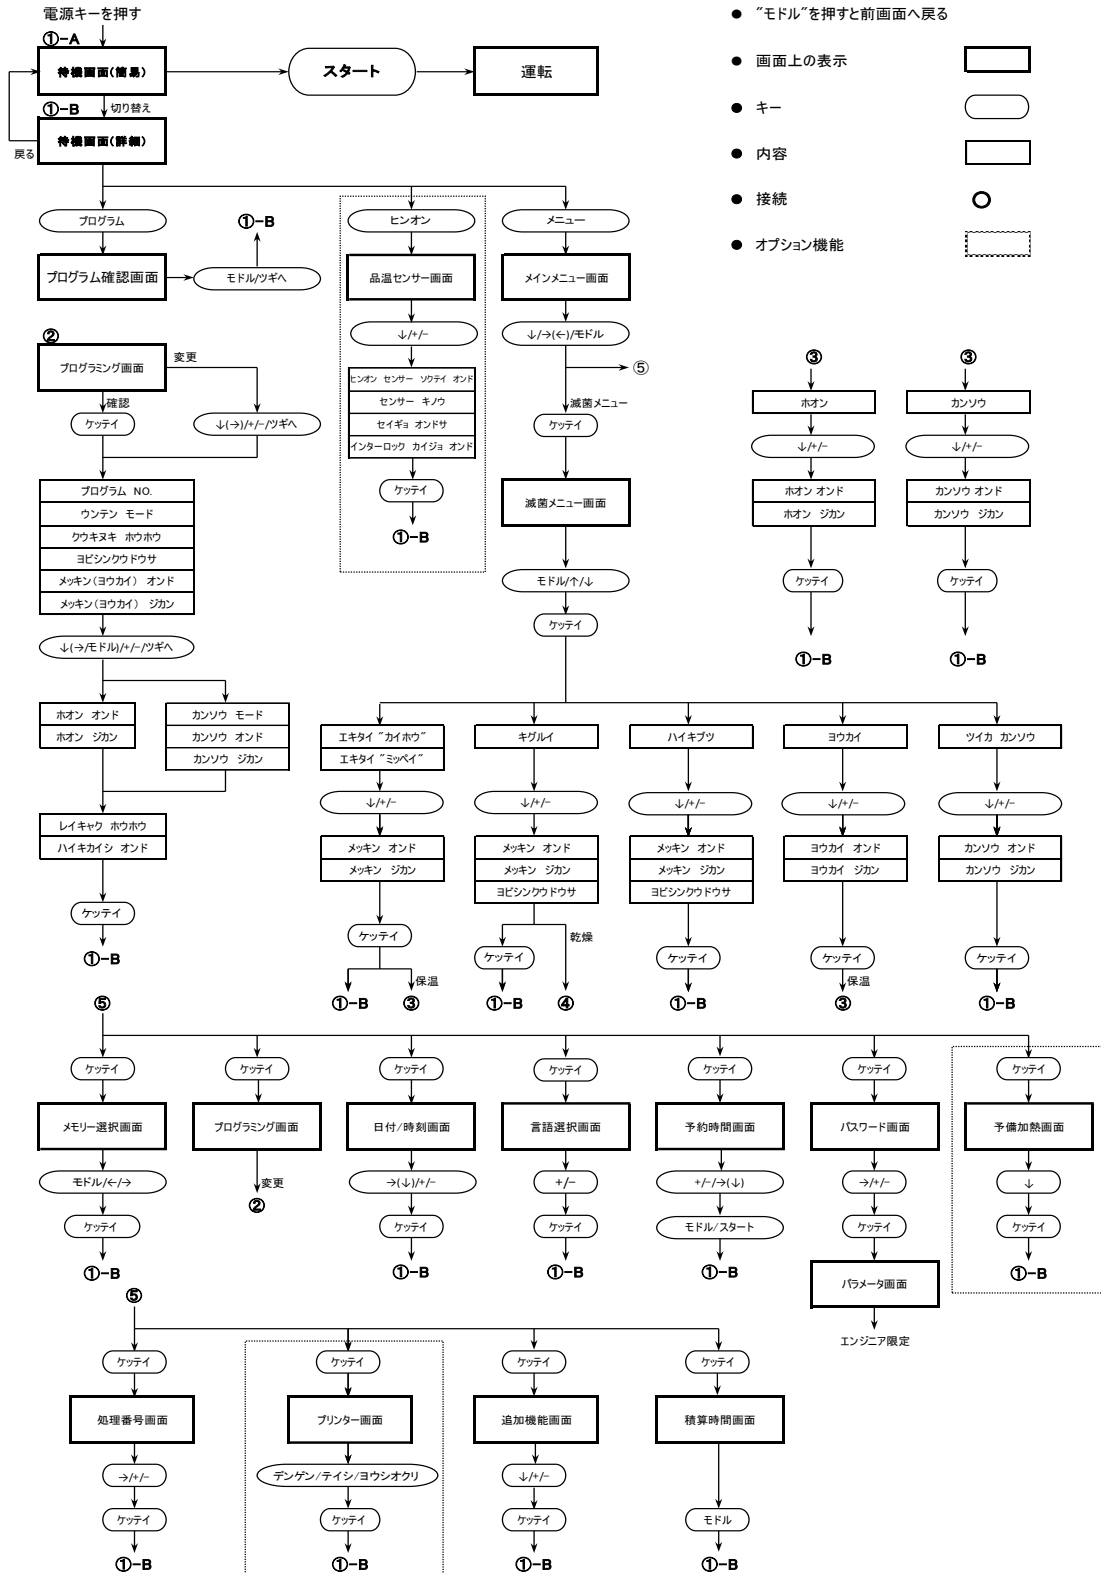 電源キーを押す
①-A
待機画面(簡易)
スタート
運転
①-B
切り替え
待機画面(詳細)
戻る
● "モドル"を押すと前画面へ戻る
● 画面上の表示
● キー
● 内容
● 接続
● オプション機能
プログラム
①-B
ヒンオン
メニュー
プログラム確認画面
モドル/ツギヘ
品温センサー画面
メインメニュー画面
②
プログラミング画面
変更
確認
ケッテイ
↓(→)/+/-/ツギヘ
↓/+/-
ヒンオン センサー ソクテイ オンド
センサー キノウ
セイギョ オンドサ
インターロック カイジョ オンド
ケッテイ
①-B
↓/→(←)/モドル
⑤
滅菌メニュー
ケッテイ
滅菌メニュー画面
モドル/↑/↓
ケッテイ
③
③
ホオン
カンソウ
↓/+/-
↓/+/-
ホオン オンド
カンソウ オンド
ホオン ジカン
カンソウ ジカン
ケッテイ
ケッテイ
①-B
①-B
プログラム NO.
ウンテン モード
クウキヌキ ホウホウ
ヨビシンクウドウサ
メッキン(ヨウカイ) オンド
メッキン(ヨウカイ) ジカン
↓(→/モドル)/+/-/ツギヘ
ホオン オンド
ホオン ジカン
カンソウ モード
カンソウ オンド
カンソウ ジカン
レイキャク ホウホウ
ハイキカイシ オンド
ケッテイ
①-B
エキタイ "カイホウ"
エキタイ "ミッペイ"
キグルイ
ハイキブツ
ヨウカイ
ツイカ カンソウ
↓/+/-
↓/+/-
↓/+/-
↓/+/-
↓/+/-
メッキン オンド
メッキン ジカン
メッキン オンド
メッキン ジカン
ヨビシンクウドウサ
メッキン オンド
メッキン ジカン
ヨビシンクウドウサ
ヨウカイ オンド
ヨウカイ ジカン
カンソウ オンド
カンソウ ジカン
ケッテイ
ケッテイ
乾燥
ケッテイ
ケッテイ
ケッテイ
保温
保温
①-B
③
①-B
④
①-B
③
①-B
⑤
ケッテイ
ケッテイ
ケッテイ
ケッテイ
ケッテイ
ケッテイ
ケッテイ
メモリー選択画面
プログラミング画面
日付/時刻画面
言語選択画面
予約時間画面
パスワード画面
予備加熱画面
モドル/←/→
変更
②
→(↓)/+/-
+/-
+/-/→(↓)
→/+/-
↓
ケッテイ
ケッテイ
ケッテイ
モドル/スタート
ケッテイ
ケッテイ
①-B
①-B
①-B
①-B
パラメータ画面
①-B
エンジニア限定
⑤
ケッテイ
ケッテイ
ケッテイ
ケッテイ
処理番号画面
プリンター画面
追加機能画面
積算時間画面
→/+/-
デンゲン/テイシ/ヨウシオクリ
↓/+/-
ケッテイ
ケッテイ
ケッテイ
モドル
①-B
①-B
①-B
①-B